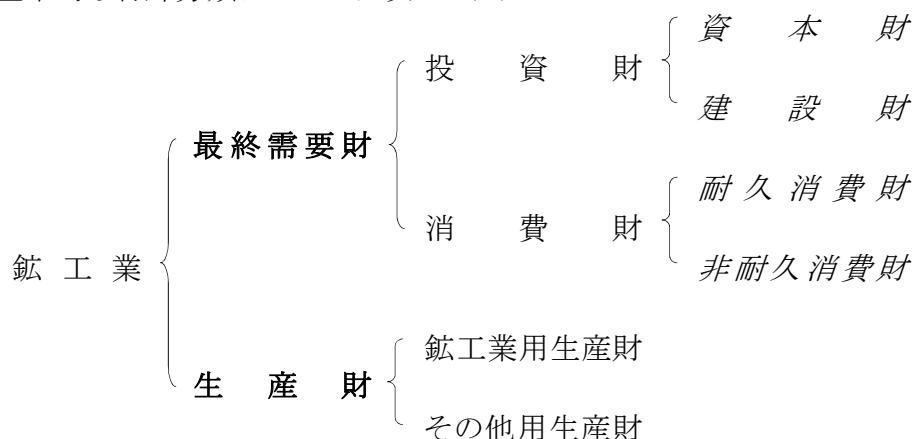 資本財
投資財
建設財
最終需要財
耐久消費財
消費財
鉱工業
非耐久消費財
鉱工業用生産財
生産財
その他用生産財